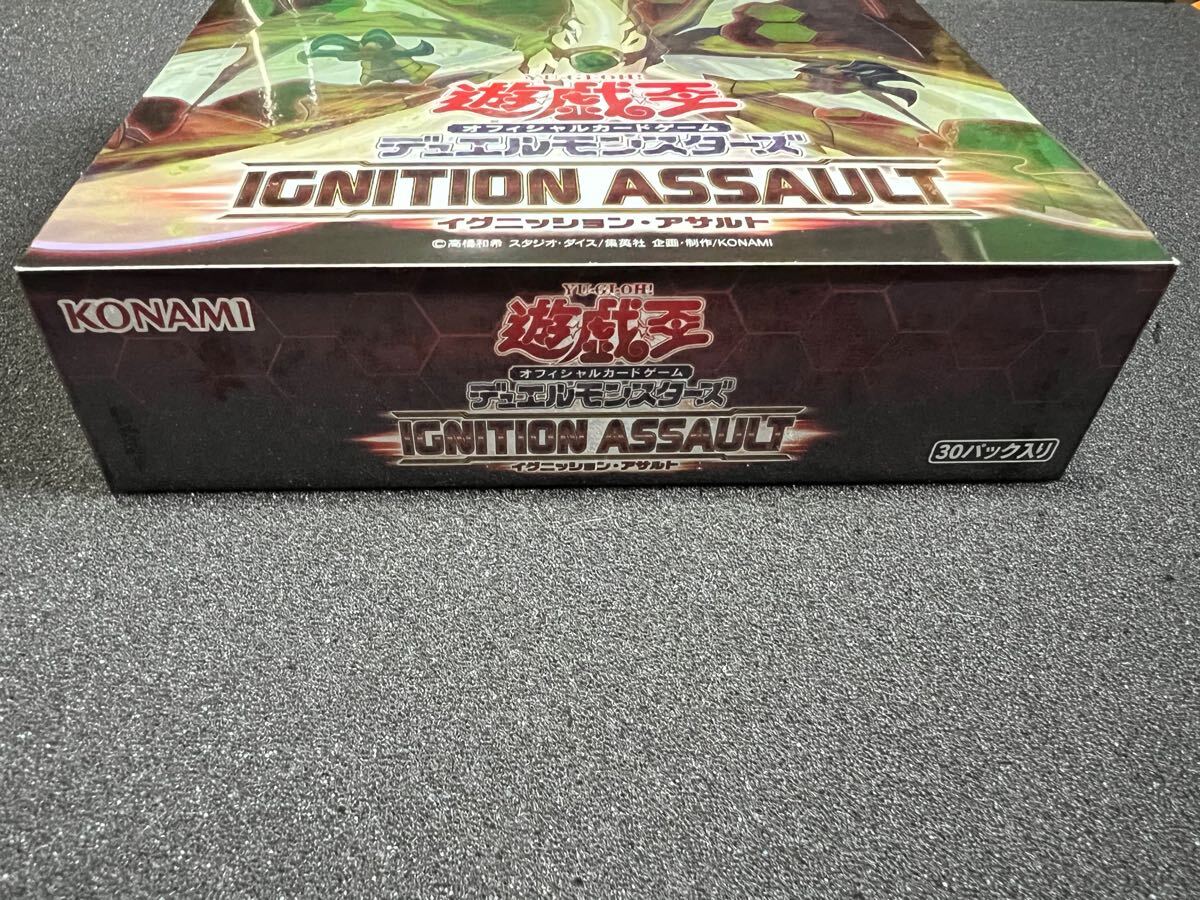 YU-GI-OH!
遊戯王
オフィシャルカードゲーム
デュエルモンスターズ
IGNITION ASSAULT
イグニッション・アサルト
©高橋和希 スタジオ・ダイス/集英社 企画・制作/KONAMI
KONAMI
YU-GI-OH!
遊戯王
オフィシャルカードゲーム
デュエルモンスターズ
IGNITION ASSAULT
イグニッション・アサルト
30パック入り